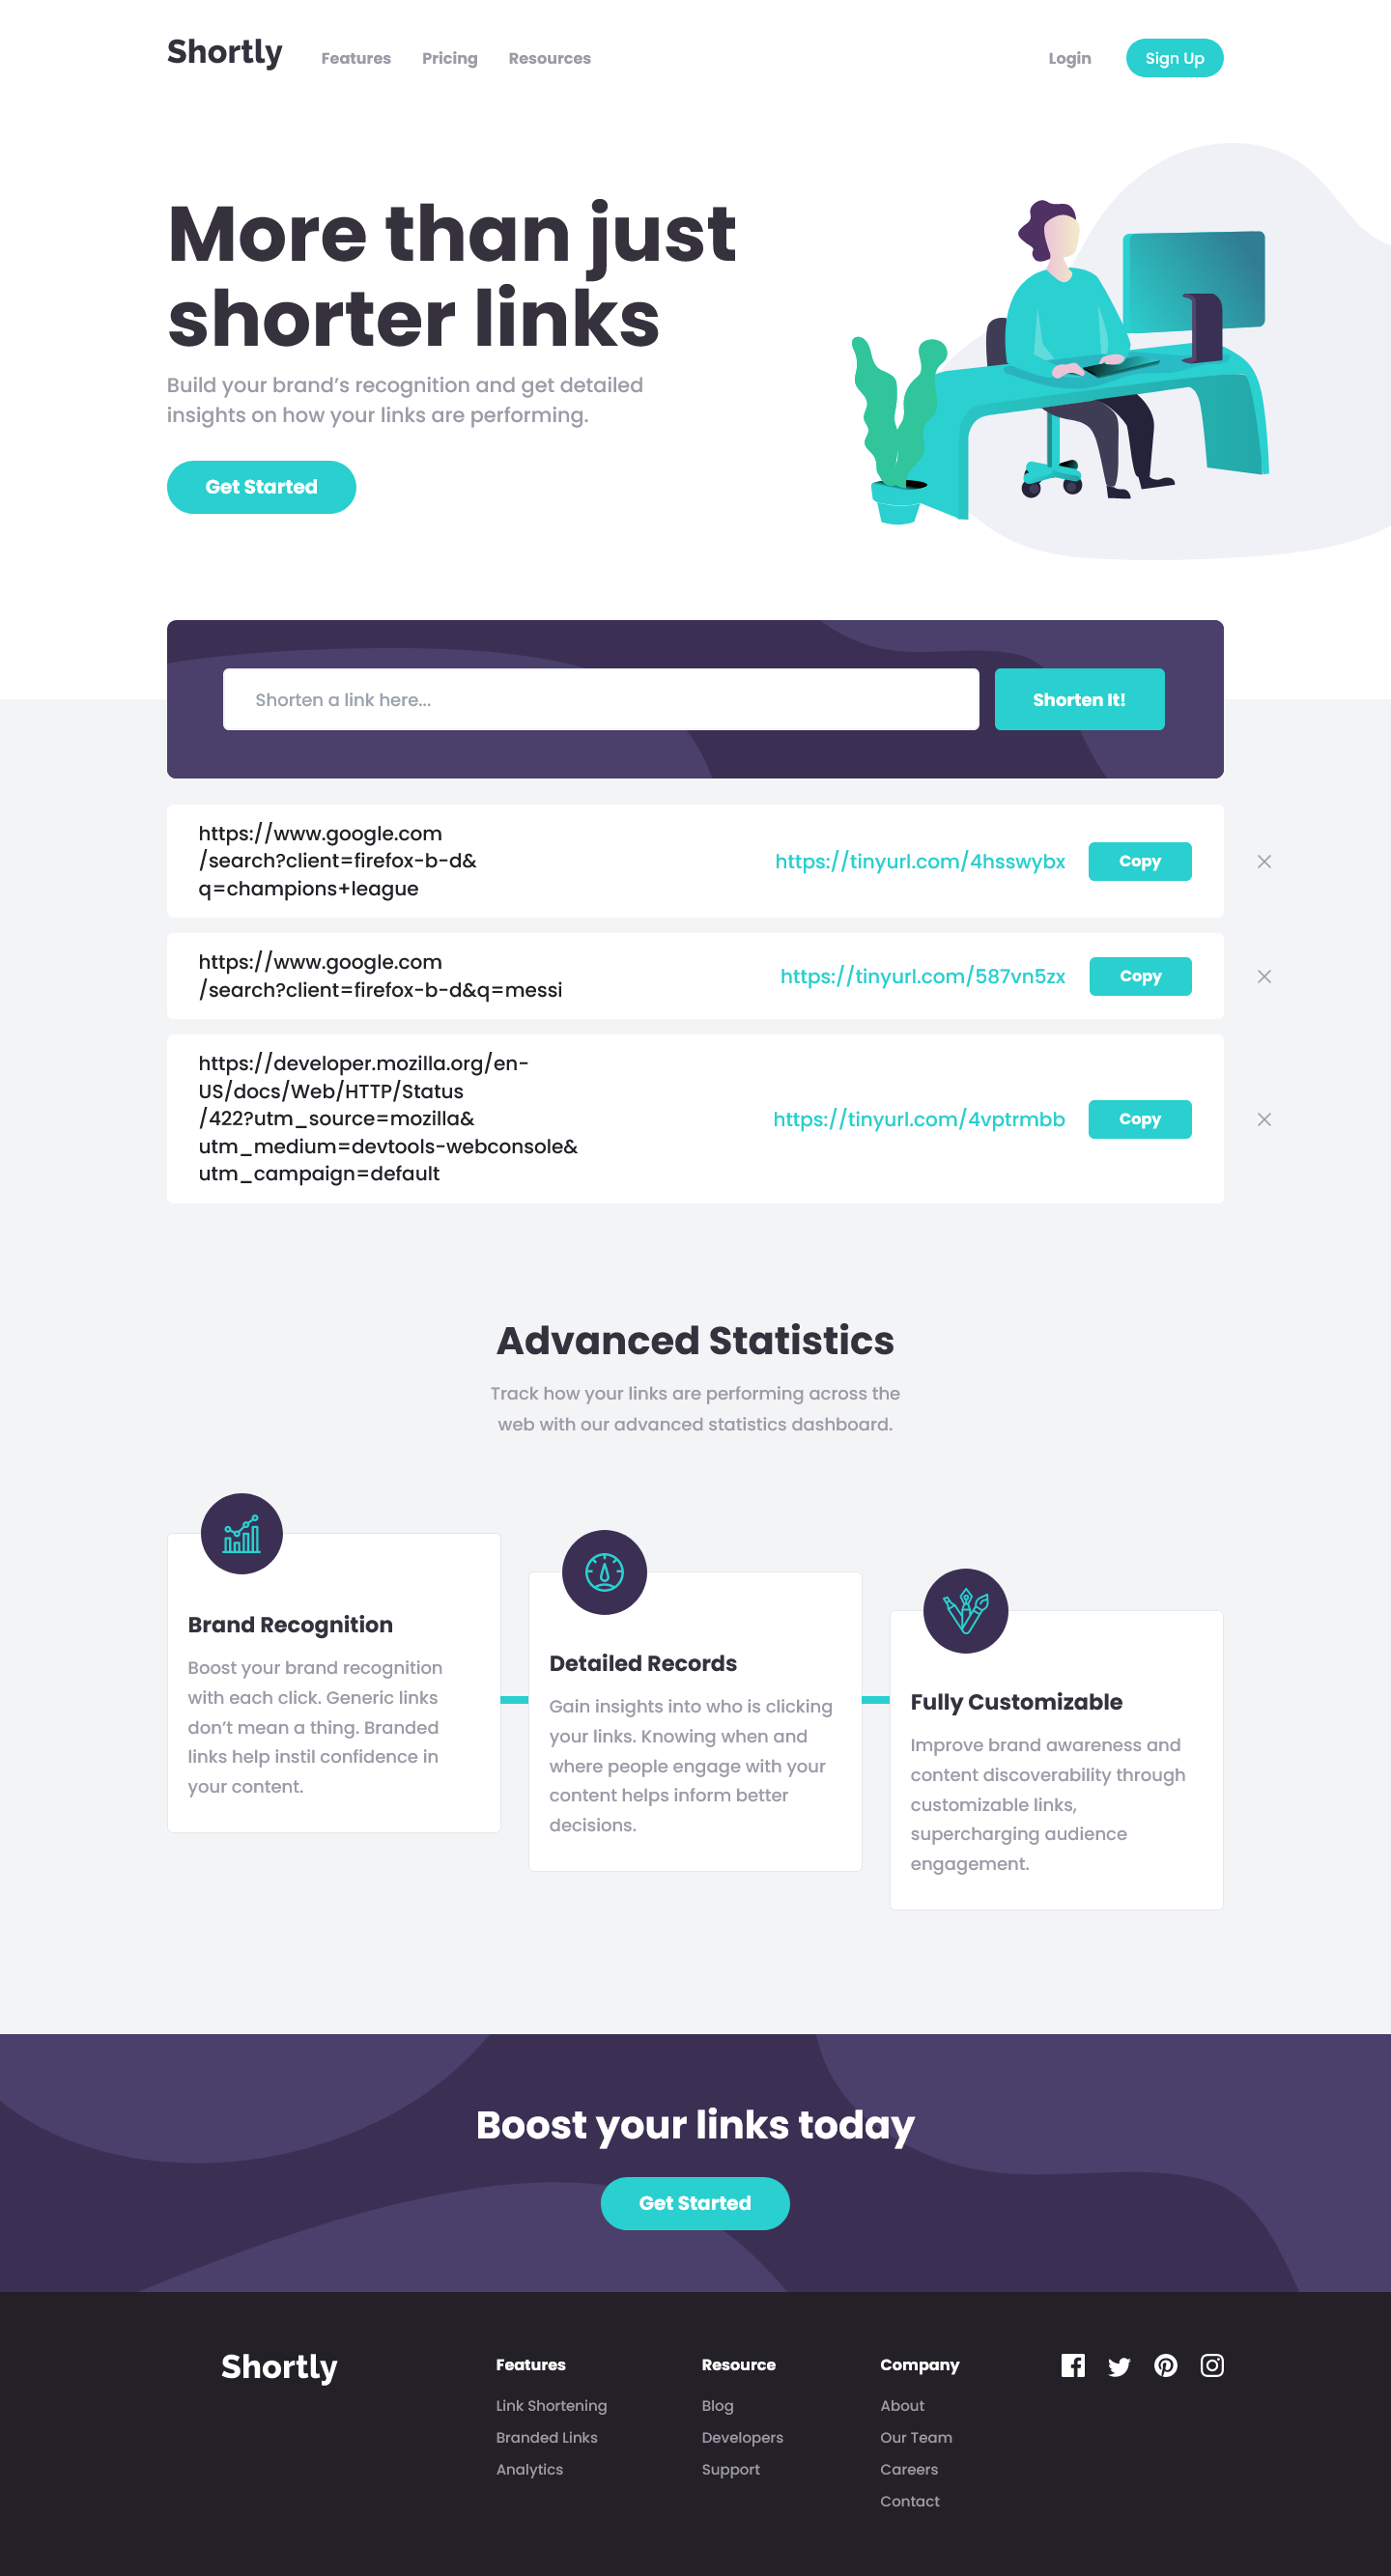 Shortly
Features Pricing Resources
Login Sign Up
More than just
shorter links
Build your brand’s recognition and get detailed
insights on how your links are performing.
Get Started
Shorten a link here...
Shorten It!
https://www.google.com
/search?client=firefox-b-d&
q=champions+league
https://tinyurl.com/4hsswybx
Copy
https://www.google.com
/search?client=firefox-b-d&q=messi
https://tinyurl.com/587vn5zx
Copy
https://developer.mozilla.org/en-
US/docs/Web/HTTP/Status
/422?utm_source=mozilla&
utm_medium=devtools-webconsole&
utm_campaign=default
https://tinyurl.com/4vptrmbb
Copy
Advanced Statistics
Track how your links are performing across the
web with our advanced statistics dashboard.
Brand Recognition
Boost your brand recognition
with each click. Generic links
don’t mean a thing. Branded
links help instil confidence in
your content.
Detailed Records
Gain insights into who is clicking
your links. Knowing when and
where people engage with your
content helps inform better
decisions.
Fully Customizable
Improve brand awareness and
content discoverability through
customizable links,
supercharging audience
engagement.
Boost your links today
Get Started
Shortly
Features
Link Shortening
Branded Links
Analytics
Resource
Blog
Developers
Support
Company
About
Our Team
Careers
Contact